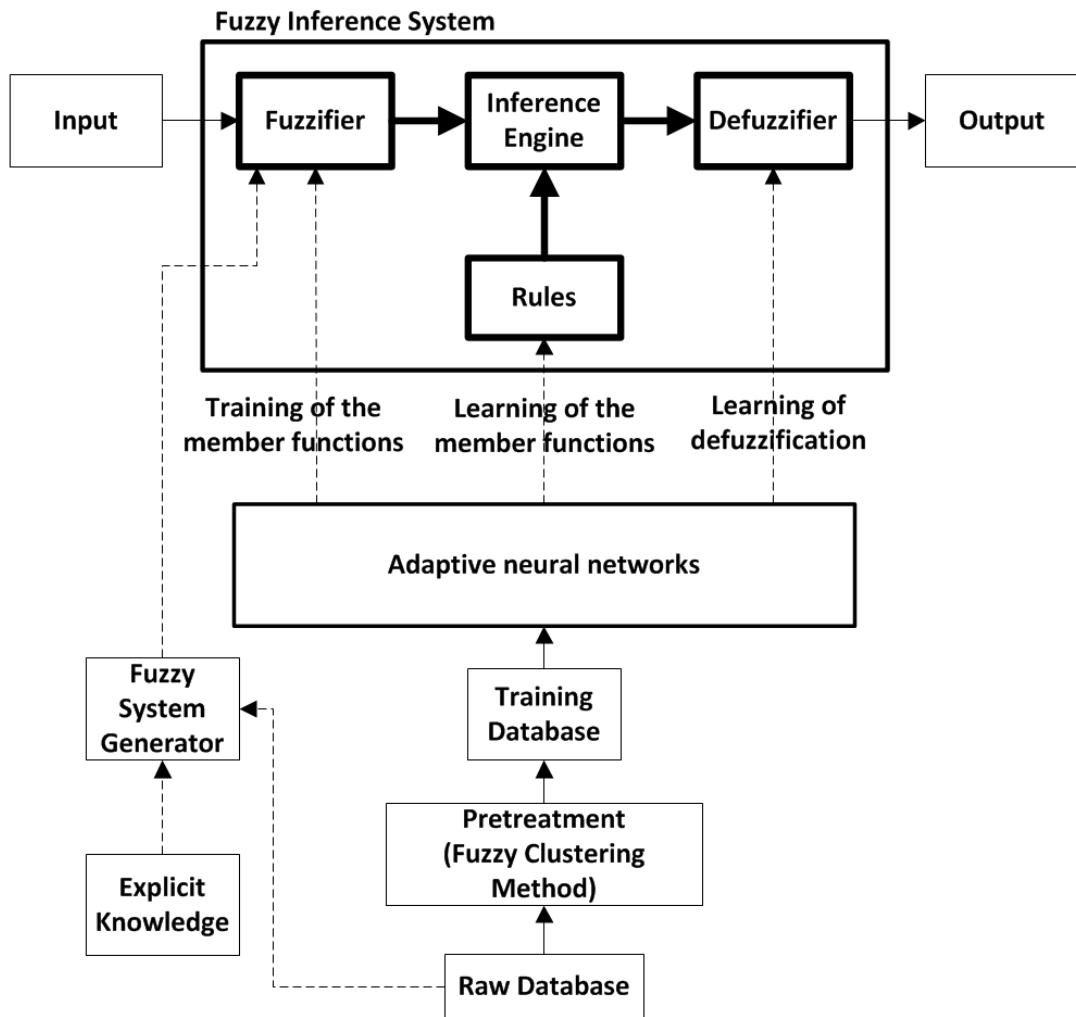 Fuzzy Inference System
Input
Fuzzifier
Inference
Engine
Defuzzifier
Output
Rules
Training of the
member functions
Learning of the
member functions
Learning of
defuzzification
Adaptive neural networks
Fuzzy
System
Generator
Training
Database
Pretreatment
(Fuzzy Clustering
Method)
Explicit
Knowledge
Raw Database